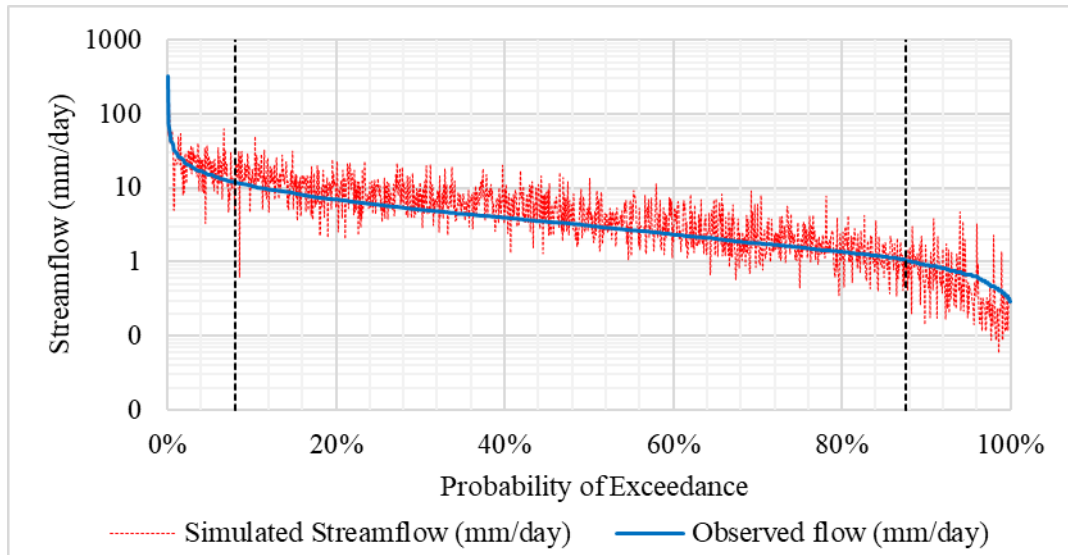 1000
100
10
1
0
0
Streamflow (mm/day)
0% 20% 40% 60% 80% 100%
Probability of Exceedance
Simulated Streamflow (mm/day) Observed flow (mm/day)